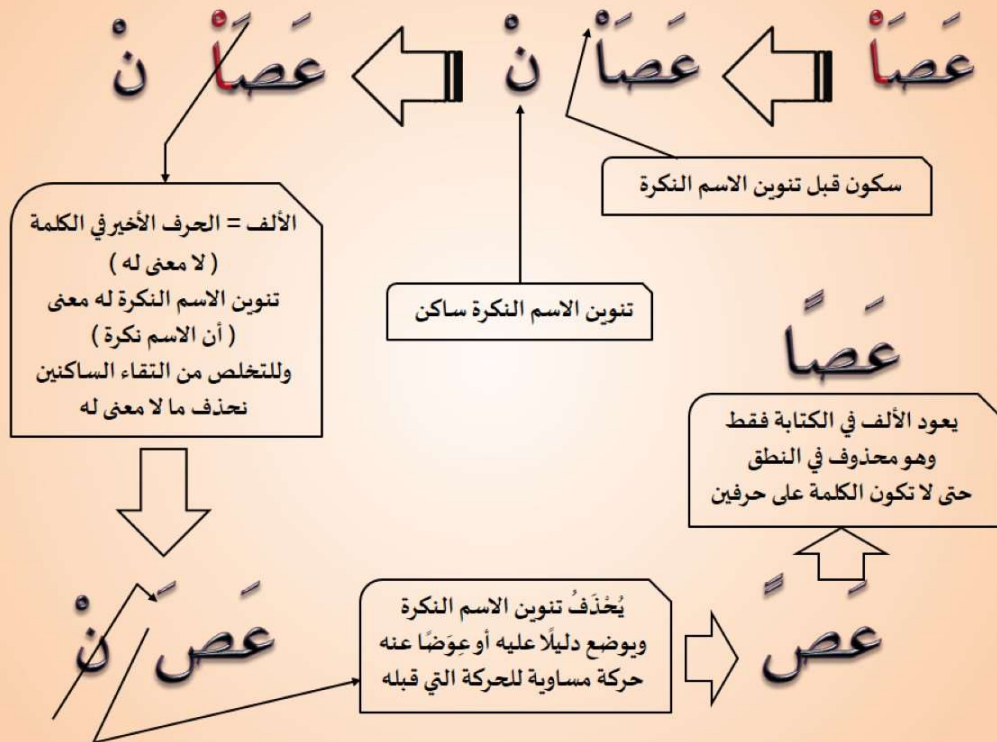 عَصَاْ
عَصَاْ نْ
عَصَاْ نْ
سكون قبل تنوين الاسم النكرة
تنوين الاسم النكرة ساكن
الألف = الحرف الأخير في الكلمة
( لا معنى له )
تنوين الاسم النكرة له معنى
( أن الاسم نكرة )
وللتخلص من التقاء الساكنين
نحذف ما لا معنى له
عَصَ نْ
يُحْذَفُ تنوين الاسم النكرة
ويوضع دليلًا عليه أو عِوَضًا عنه
حركة مساوية للحركة التي قبله
عَصً
عَصًا
يعود الألف في الكتابة فقط
وهو محذوف في النطق
حتى لا تكون الكلمة على حرفين